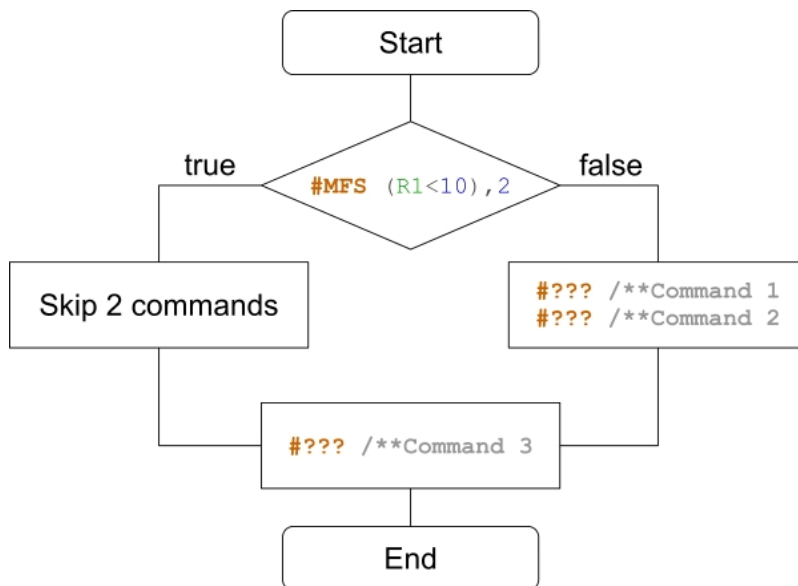 Start
true
false
#MFS (R1<10),2
Skip 2 commands
#??? /**Command 1
#??? /**Command 2
#??? /**Command 3
End